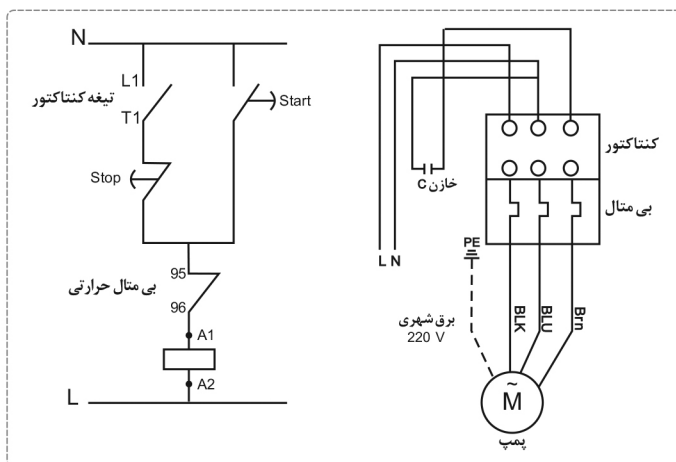 N
L1
تیغه کنتاکتور
T1
Start
Stop
95
بی متال حرارتی
96
A1
A2
L
کنتاکتور
خازن C
بی متال
L N
PE
برق شهری
220 V
BLK
BLU
Brn
~
M
پمپ